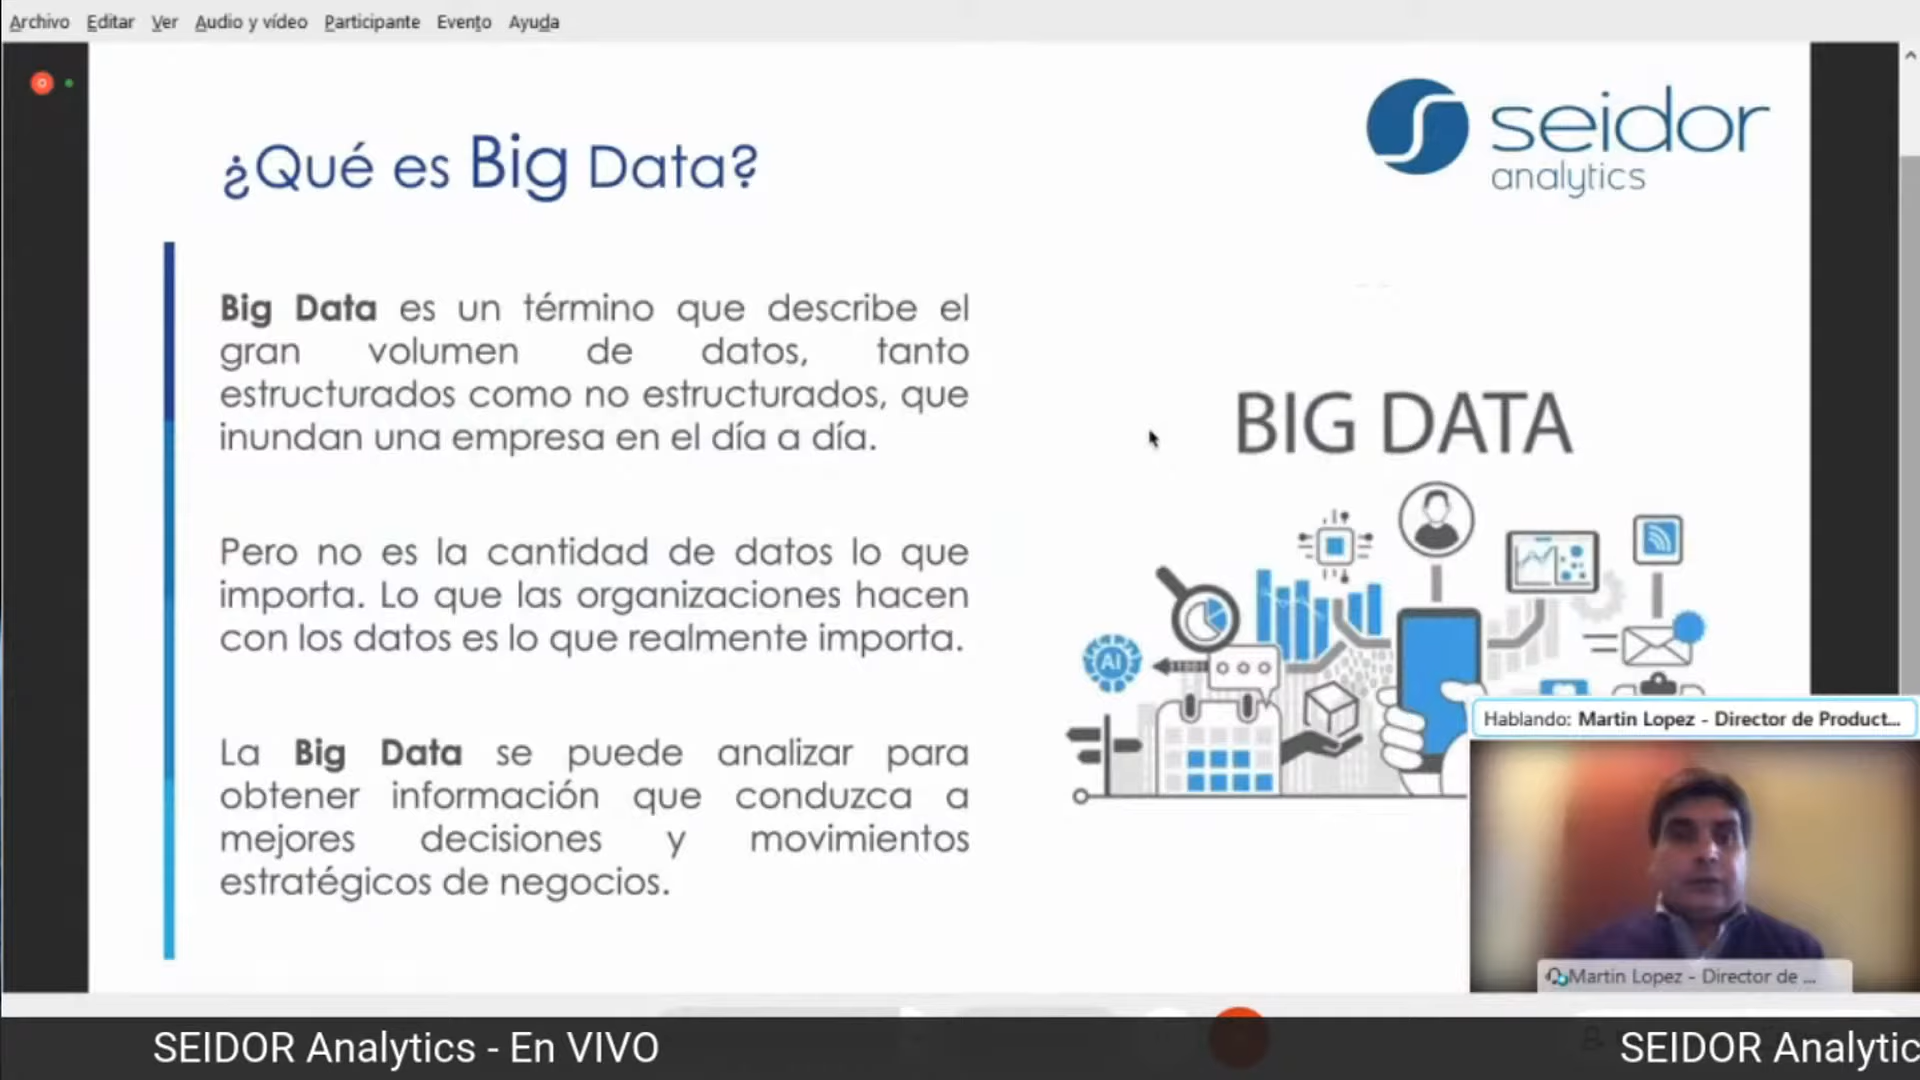 Archivo Editar Ver Audio y vídeo Participante Evento Ayuda
seidor
analytics
¿Qué es Big Data?
Big Data es un término que describe el
gran volumen de datos, tanto
estructurados como no estructurados, que
inundan una empresa en el día a día.
Pero no es la cantidad de datos lo que
importa. Lo que las organizaciones hacen
con los datos es lo que realmente importa.
La Big Data se puede analizar para
obtener información que conduzca a
mejores decisiones y movimientos
estratégicos de negocios.
BIG DATA
AI
Hablando: Martin Lopez - Director de Product...
Martin Lopez - Director de ...
SEIDOR Analytics - En VIVO
SEIDOR Analytic